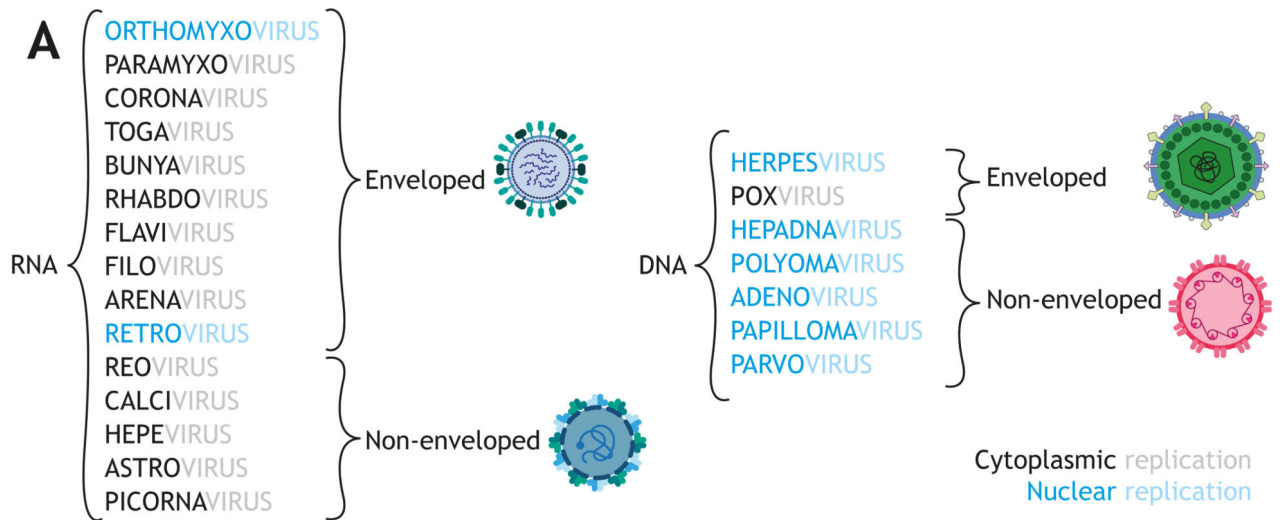 A
RNA
ORTHOMYXOVIRUS
PARAMYXOVIRUS
CORONAVIRUS
TOGAVIRUS
BUNYAVIRUS
RHABDOVIRUS
FLAVIVIRUS
FILOVIRUS
ARENAVIRUS
RETROVIRUS
Enveloped
REOVIRUS
CALCIVIRUS
HEPEVIRUS
ASTROVIRUS
PICORNAVIRUS
Non-enveloped
DNA
HERPESVIRUS
POXVIRUS
Enveloped
HEPADNAVIRUS
POLYOMAVIRUS
ADENOVIRUS
PAPILLOMAVIRUS
PARVOVIRUS
Non-enveloped
Cytoplasmic replication
Nuclear replication